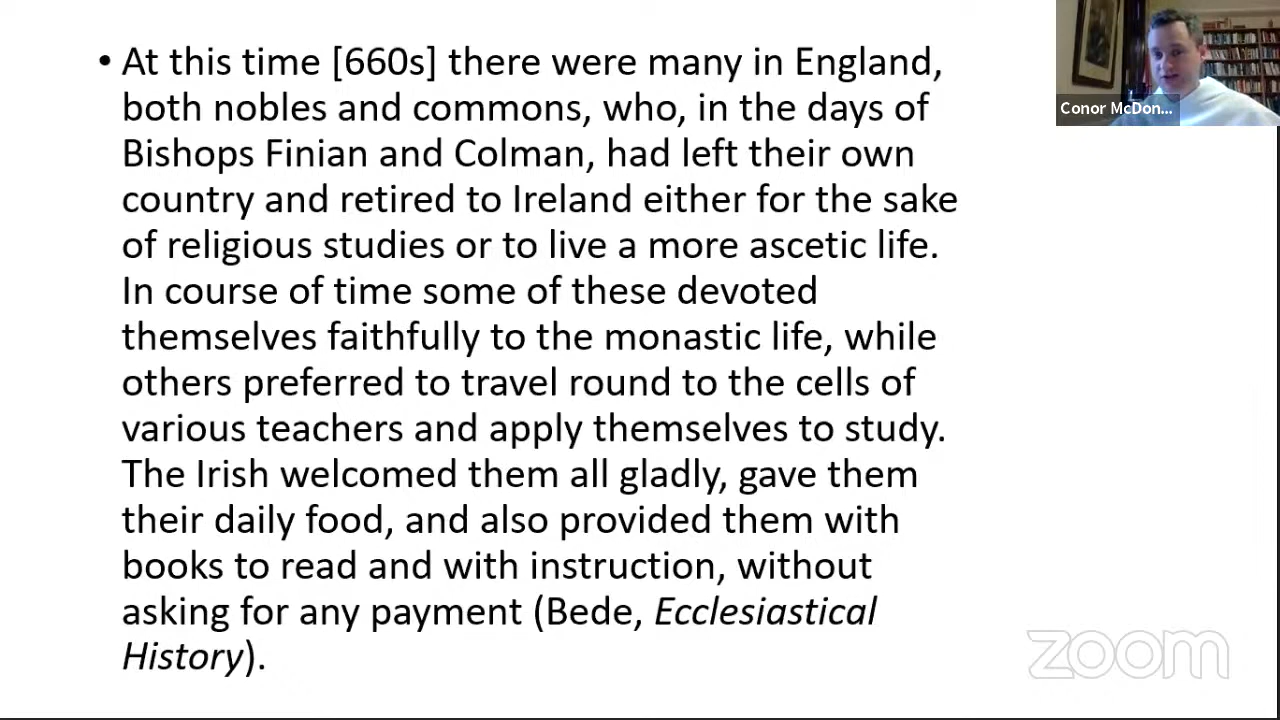 • At this time [660s] there were many in England,
both nobles and commons, who, in the days of
Bishops Finian and Colman, had left their own
country and retired to Ireland either for the sake
of religious studies or to live a more ascetic life.
In course of time some of these devoted
themselves faithfully to the monastic life, while
others preferred to travel round to the cells of
various teachers and apply themselves to study.
The Irish welcomed them all gladly, gave them
their daily food, and also provided them with
books to read and with instruction, without
asking for any payment (Bede, Ecclesiastical
History).
Conor McDon...
zoom